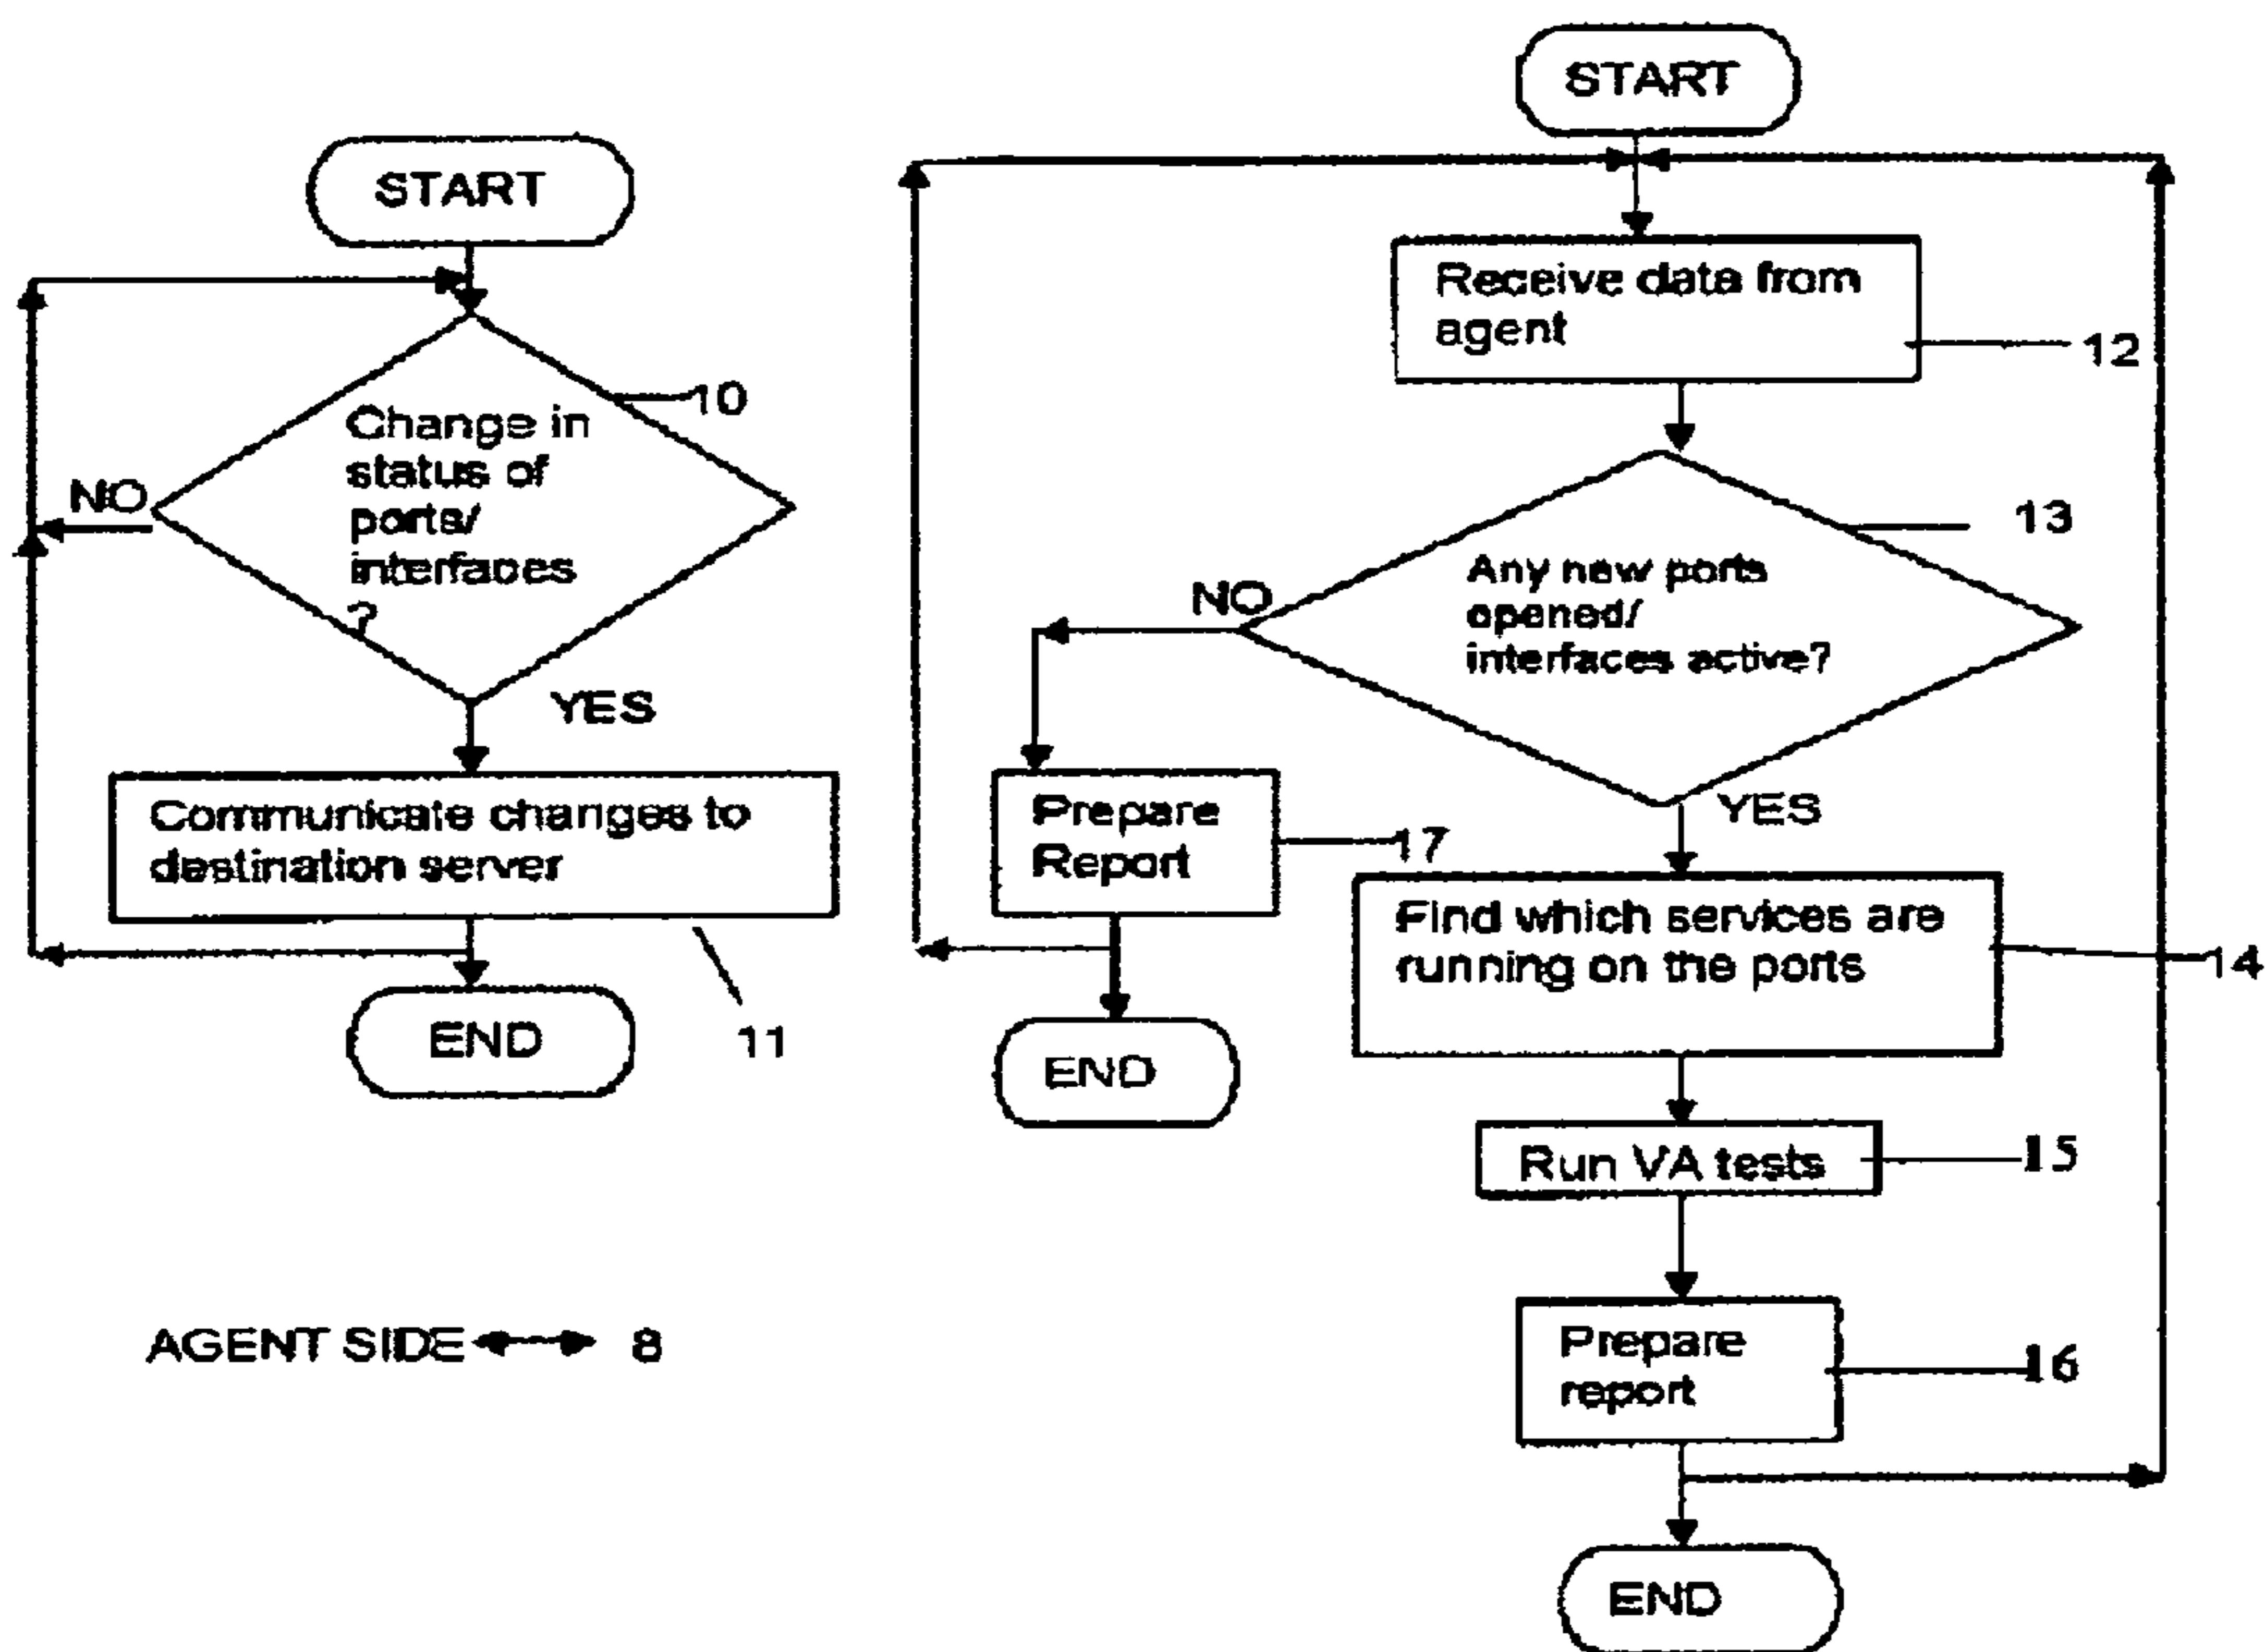 START
10
Change in
status of
ports/
interfaces
?
NO
YES
Communicate changes to
destination server
11
END
AGENT SIDE 8
START
Receive data from
agent
12
13
Any new ports
opened/
interfaces active?
NO
YES
Prepare
Report
17
END
Find which services are
running on the ports
14
Run VA tests
15
Prepare
report
16
END